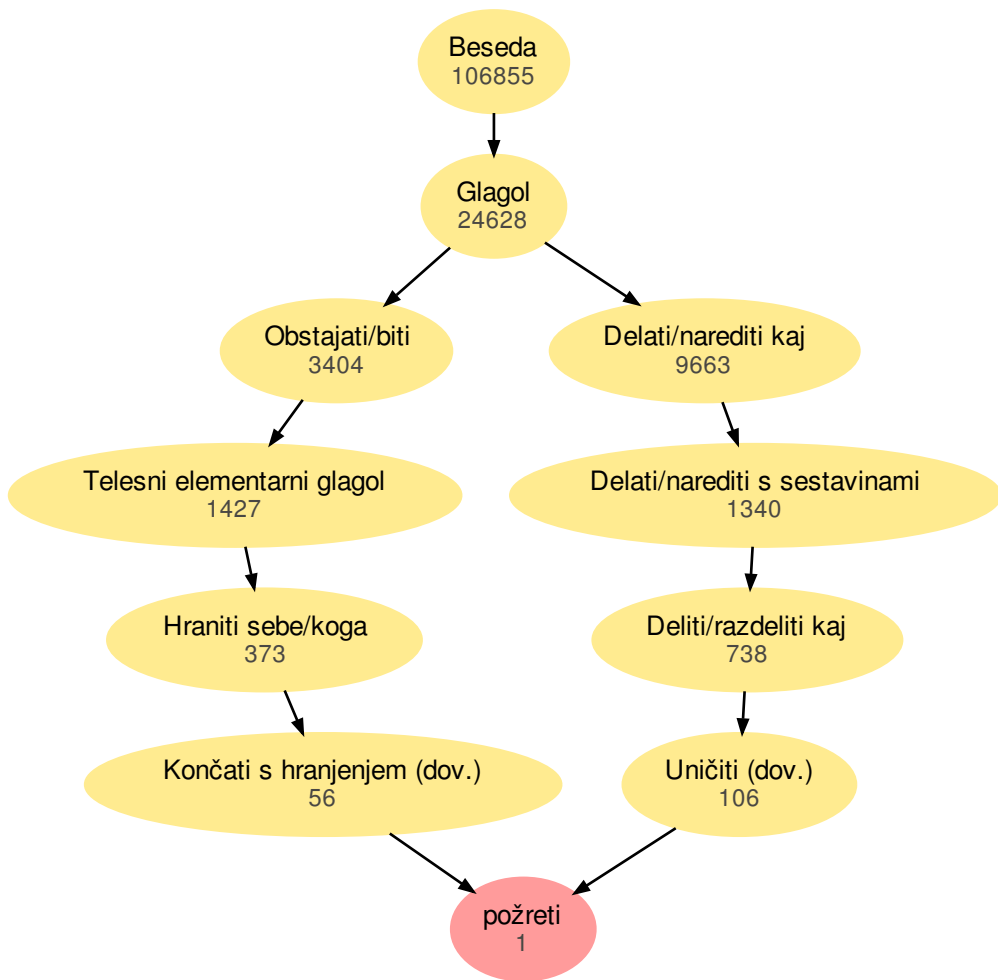 Beseda
106855
Glagol
24628
Obstajati/biti
3404
Delati/narediti kaj
9663
Telesni elementarni glagol
1427
Delati/narediti s sestavinami
1340
Hraniti sebe/koga
373
Deliti/razdeliti kaj
738
Končati s hranjenjem (dov.)
56
Uničiti (dov.)
106
požreti
1